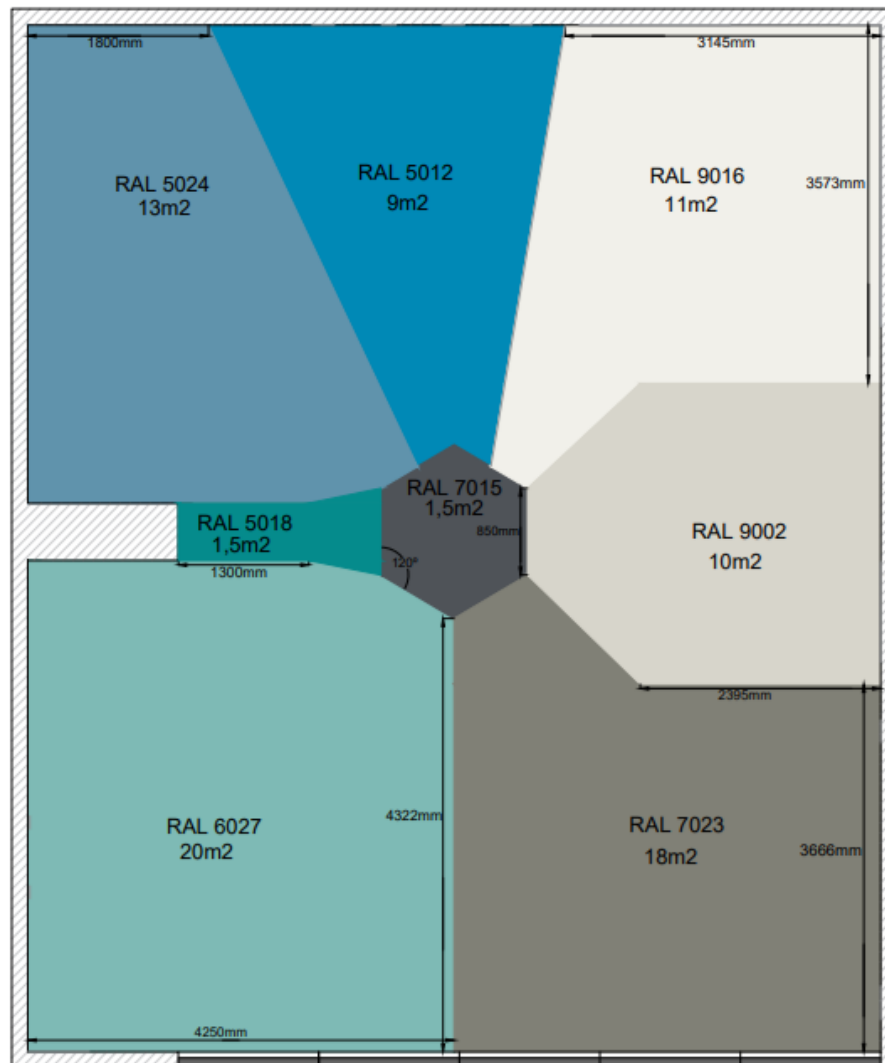 1800mm
3145mm
RAL 5024
13m2
RAL 5012
9m2
RAL 9016
11m2
3573mm
RAL 7015
1,5m2
850mm
RAL 5018
1,5m2
1300mm
120º
RAL 9002
10m2
2395mm
4322mm
RAL 6027
20m2
RAL 7023
18m2
3666mm
4250mm